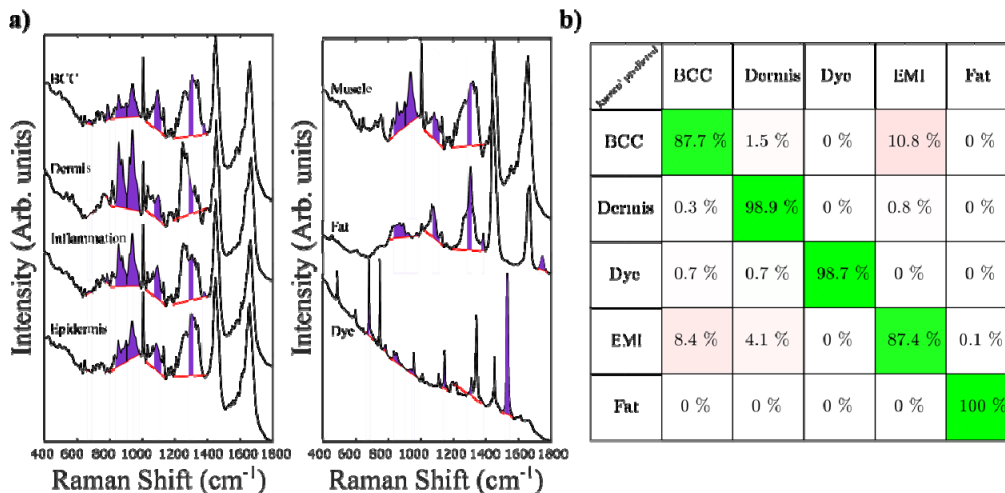 a)
b)
BCC
Dermis
Inflammation
Epidermis
Intensity (Arb. units)
400 600 800 1000 1200 1400 1600 1800
Raman Shift (cm⁻¹)
Muscle
Fat
Dye
Intensity (Arb. units)
400 600 800 1000 1200 1400 1600 1800
Raman Shift (cm⁻¹)
BCC Dermis Dye EMI Fat
BCC 87.7 % 1.5 % 0 % 10.8 % 0 %
Dermis 0.3 % 98.9 % 0 % 0.8 % 0 %
Dye 0.7 % 0.7 % 98.7 % 0 % 0 %
EMI 8.4 % 4.1 % 0 % 87.4 % 0.1 %
Fat 0 % 0 % 0 % 0 % 100 %